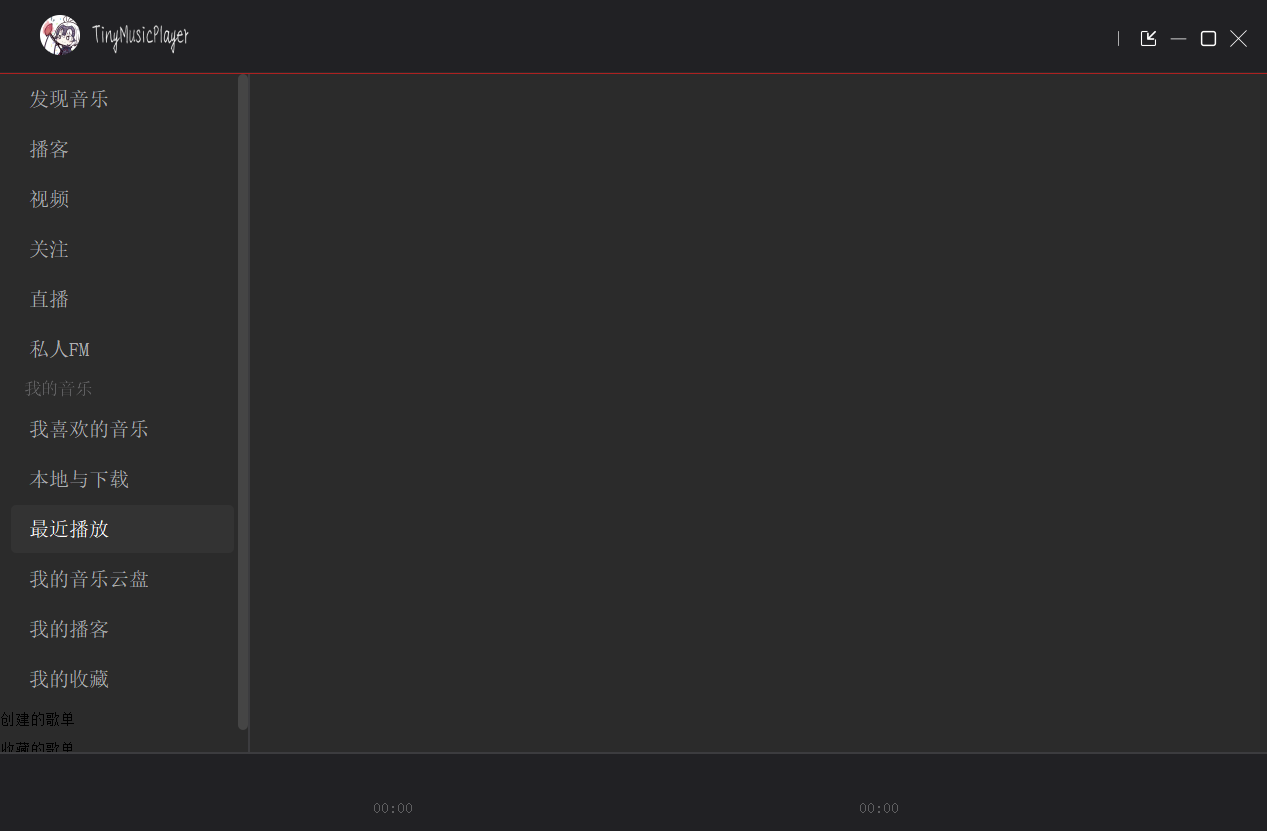 TinyMusicPlayer
发现音乐
播客
视频
关注
直播
私人FM
我的音乐
我喜欢的音乐
本地与下载
最近播放
我的音乐云盘
我的播客
我的收藏
创建的歌单
收藏的歌单
00:00 00:00